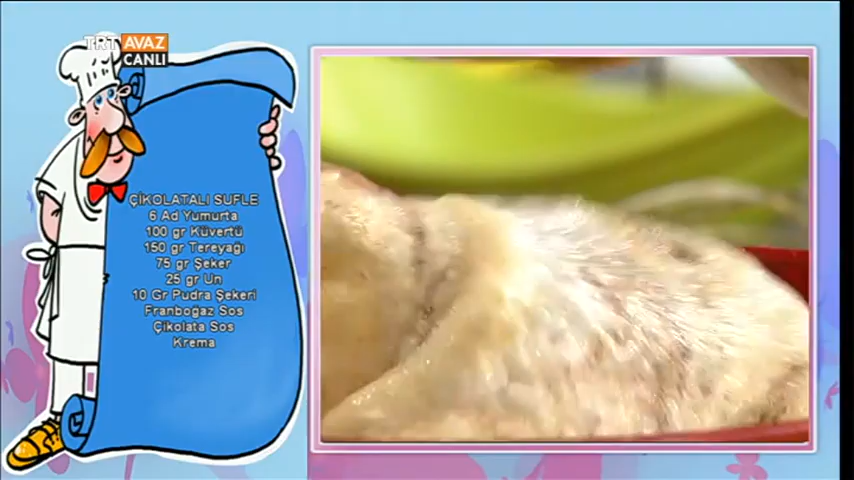 TRT AVAZ
CANLI
ÇİKOLATALI SUFLE
6 Ad Yumurta
100 gr Küvertü
150 gr Tereyağı
75 gr Şeker
25 gr Un
10 Gr Pudra Şekeri
Franboğaz Sos
Çikolata Sos
Krema